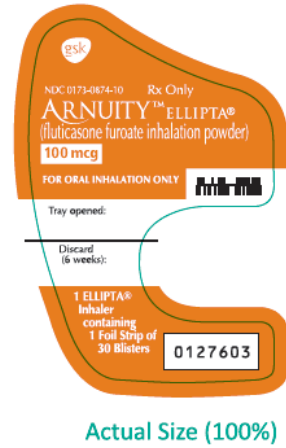 gsk
NDC 0173-0874-10 Rx Only
ARNUITY™ ELLIPTA®
(fluticasone furoate inhalation powder)
100 mcg
FOR ORAL INHALATION ONLY
Tray opened:
Discard
(6 weeks):
1 ELLIPTA®
Inhaler
containing
1 Foil Strip of
30 Blisters
0127603
Actual Size (100%)